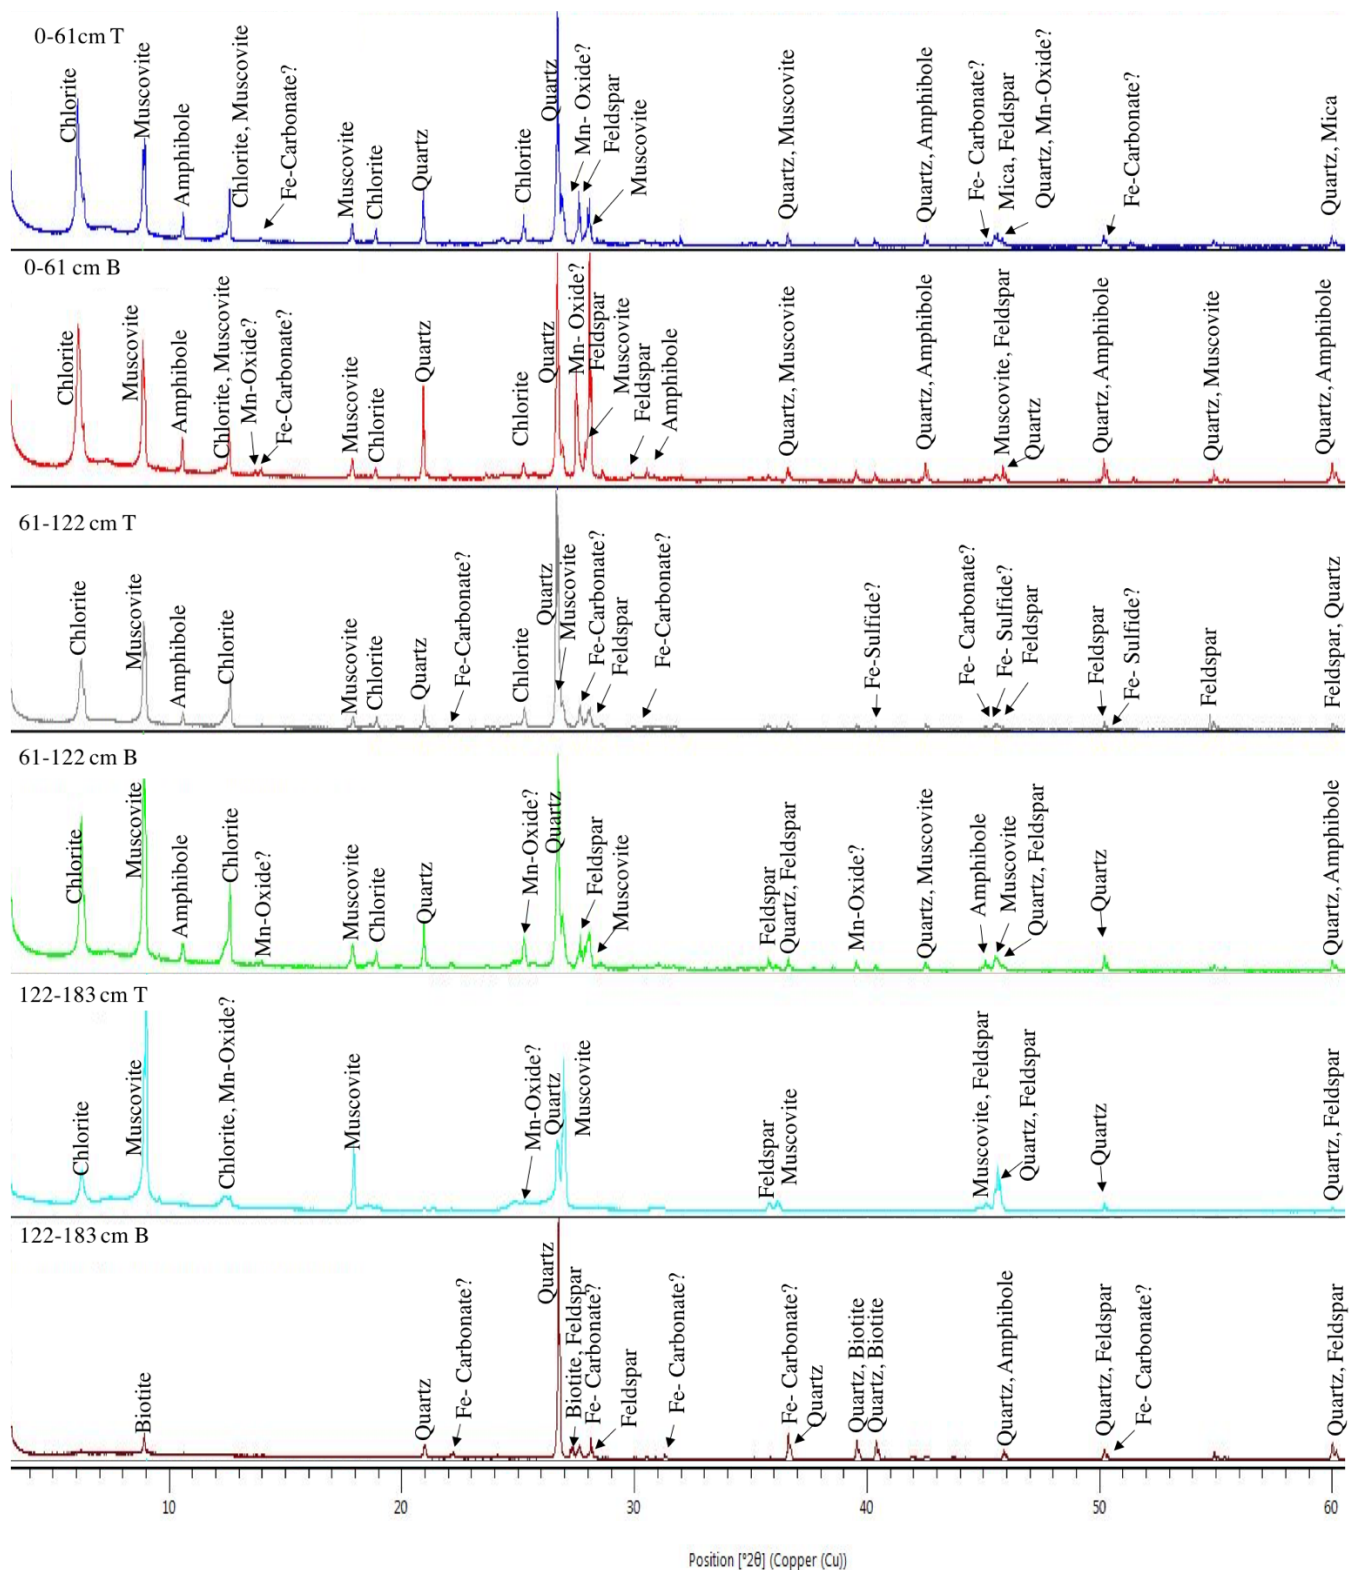 0-61cm T
Chlorite
Muscovite
Amphibole
Chlorite, Muscovite
Fe-Carbonate?
Muscovite
Chlorite
Quartz
Chlorite
Quartz
Mn- Oxide?
Feldspar
Muscovite
Quartz, Muscovite
Quartz, Amphibole
Fe- Carbonate?
Mica, Feldspar
Quartz, Mn-Oxide?
Fe-Carbonate?
Quartz, Mica
0-61 cm B
Chlorite
Muscovite
Amphibole
Chlorite, Muscovite
Mn-Oxide?
Fe-Carbonate?
Muscovite
Chlorite
Quartz
Chlorite
Quartz
Mn- Oxide?
Feldspar
Muscovite
Feldspar
Amphibole
Quartz, Muscovite
Quartz, Amphibole
Muscovite, Feldspar
Quartz
Quartz, Amphibole
Quartz, Muscovite
Quartz, Amphibole
61-122 cm T
Chlorite
Muscovite
Amphibole
Chlorite
Muscovite
Chlorite
Quartz
Fe-Carbonate?
Chlorite
Quartz
Muscovite
Fe-Carbonate?
Feldspar
Fe-Carbonate?
Fe-Sulfide?
Fe- Carbonate?
Fe- Sulfide?
Feldspar
Feldspar
Fe- Sulfide?
Feldspar
Feldspar, Quartz
61-122 cm B
Chlorite
Muscovite
Amphibole
Chlorite
Mn-Oxide?
Muscovite
Chlorite
Quartz
Mn-Oxide?
Quartz
Feldspar
Muscovite
Feldspar
Quartz, Feldspar
Mn-Oxide?
Quartz, Muscovite
Amphibole
Muscovite
Quartz, Feldspar
Quartz
Quartz, Amphibole
122-183 cm T
Chlorite
Muscovite
Chlorite, Mn-Oxide?
Muscovite
Mn-Oxide?
Quartz
Muscovite
Feldspar
Muscovite
Muscovite, Feldspar
Quartz, Feldspar
Quartz
Quartz, Feldspar
122-183 cm B
Biotite
Quartz
Fe- Carbonate?
Quartz
Biotite, Feldspar
Fe- Carbonate?
Feldspar
Fe- Carbonate?
Fe- Carbonate?
Quartz
Quartz, Biotite
Quartz, Biotite
Quartz, Amphibole
Quartz, Feldspar
Fe- Carbonate?
Quartz, Feldspar
10 20 30 40 50 60
Position [°2θ] (Copper (Cu))